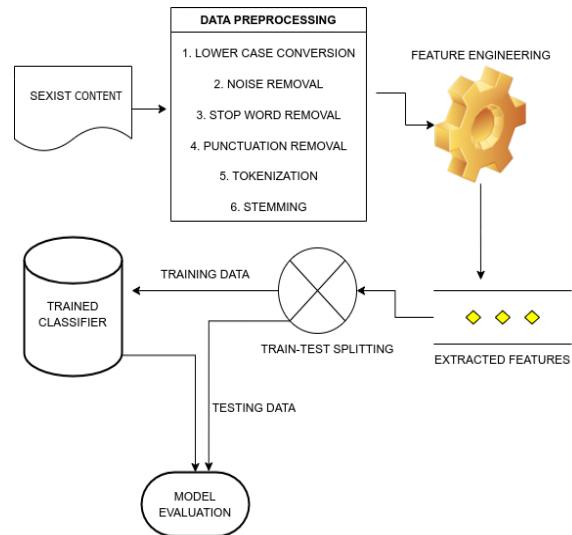 DATA PREPROCESSING
1. LOWER CASE CONVERSION
2. NOISE REMOVAL
3. STOP WORD REMOVAL
4. PUNCTUATION REMOVAL
5. TOKENIZATION
6. STEMMING
SEXIST CONTENT
FEATURE ENGINEERING
TRAINING DATA
TRAINED
CLASSIFIER
TRAIN-TEST SPLITTING
EXTRACTED FEATURES
TESTING DATA
MODEL
EVALUATION